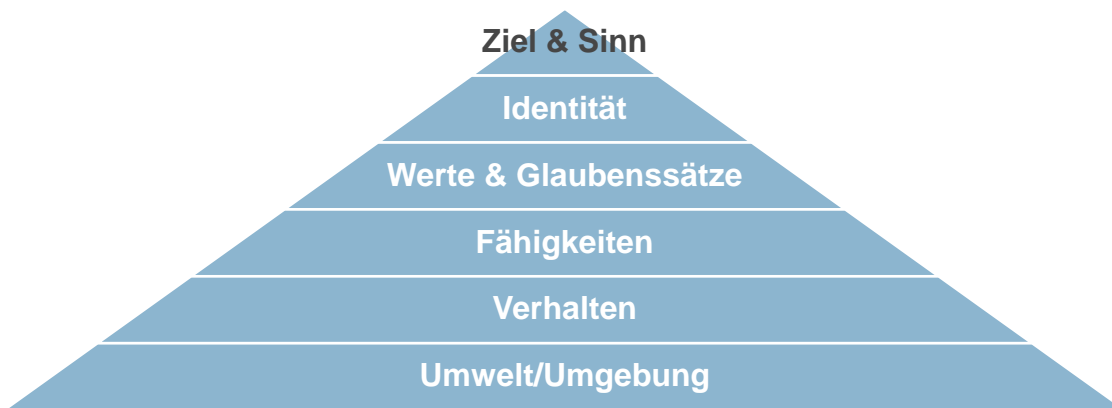 Ziel & Sinn
Identität
Werte & Glaubenssätze
Fähigkeiten
Verhalten
Umwelt/Umgebung